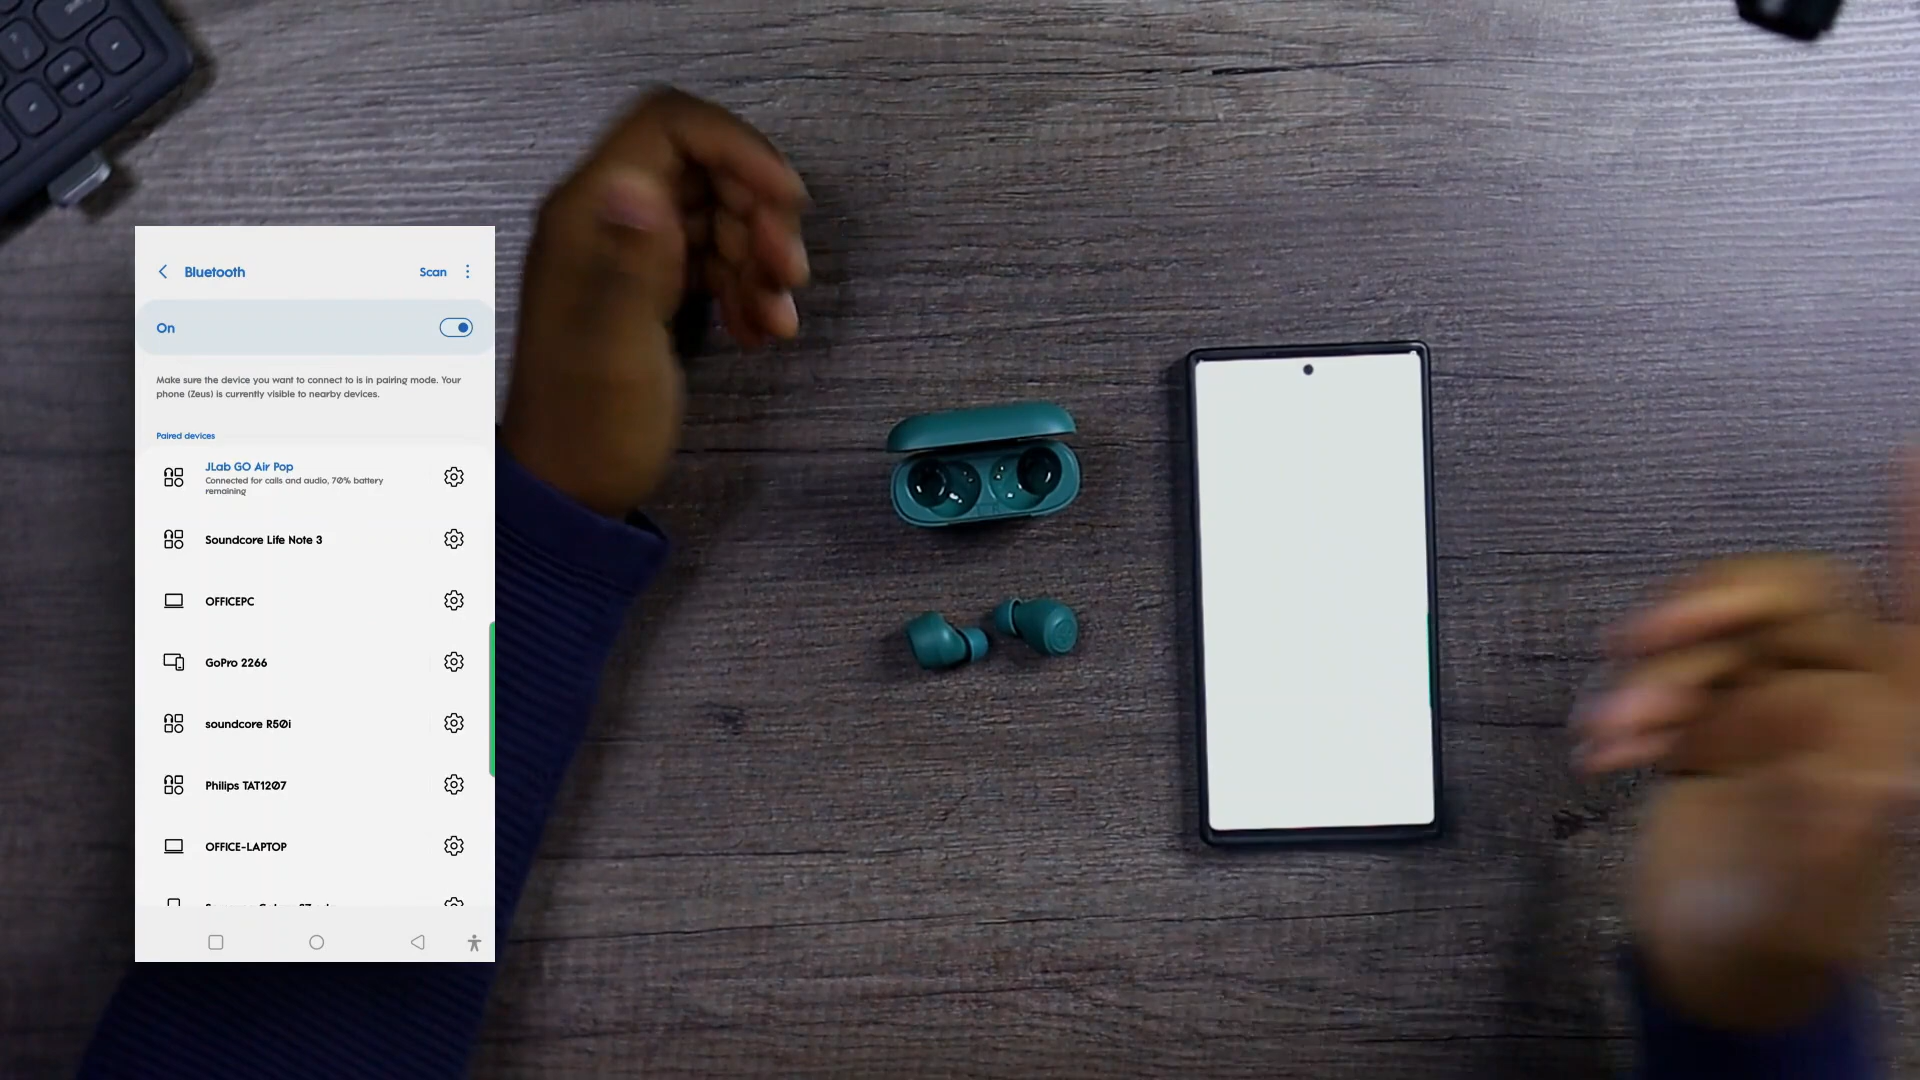 Bluetooth
Scan
On
Make sure the device you want to connect to is in pairing mode. Your
phone (Zeus) is currently visible to nearby devices.
Paired devices
JLab GO Air Pop
Connected for calls and audio, 70% battery
remaining
Soundcore Life Note 3
OFFICEPC
GoPro 2266
soundcore R50i
Philips TAT1207
OFFICE-LAPTOP